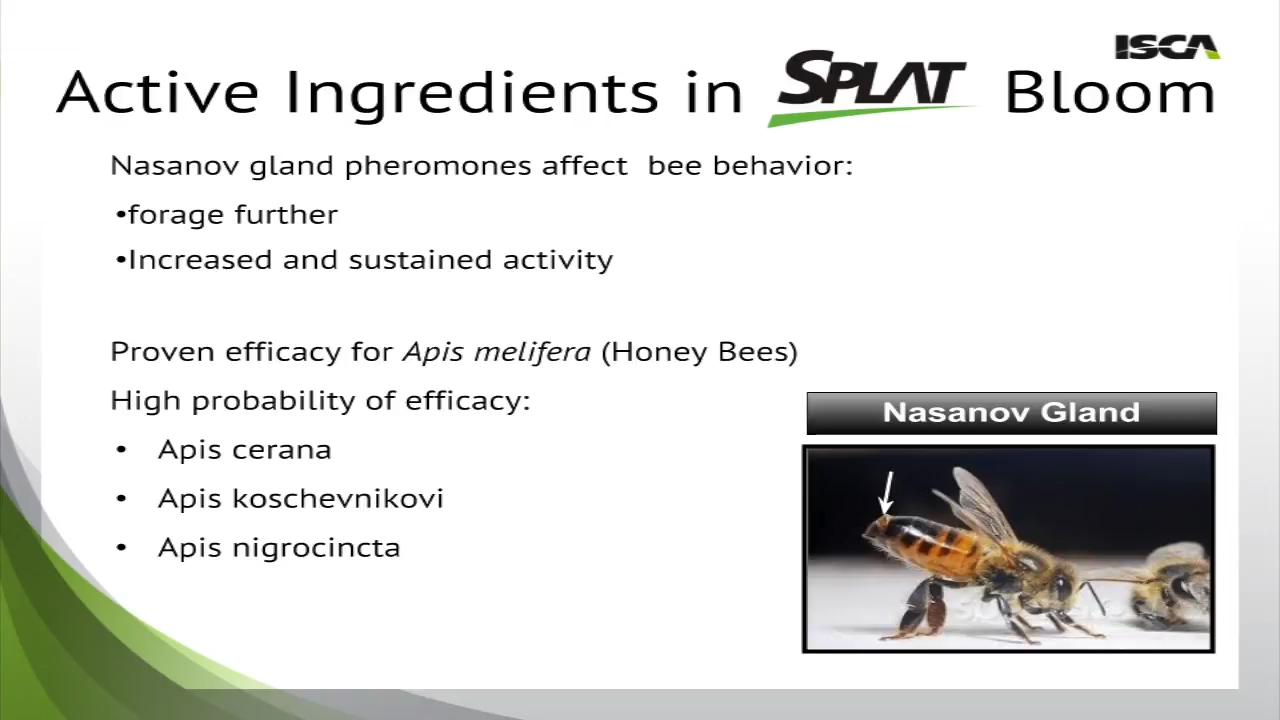 ISCA
Active Ingredients in SPLAT Bloom
Nasanov gland pheromones affect bee behavior:
•forage further
•Increased and sustained activity
Proven efficacy for Apis melifera (Honey Bees)
High probability of efficacy:
• Apis cerana
• Apis koschevnikovi
• Apis nigrocincta
Nasanov Gland